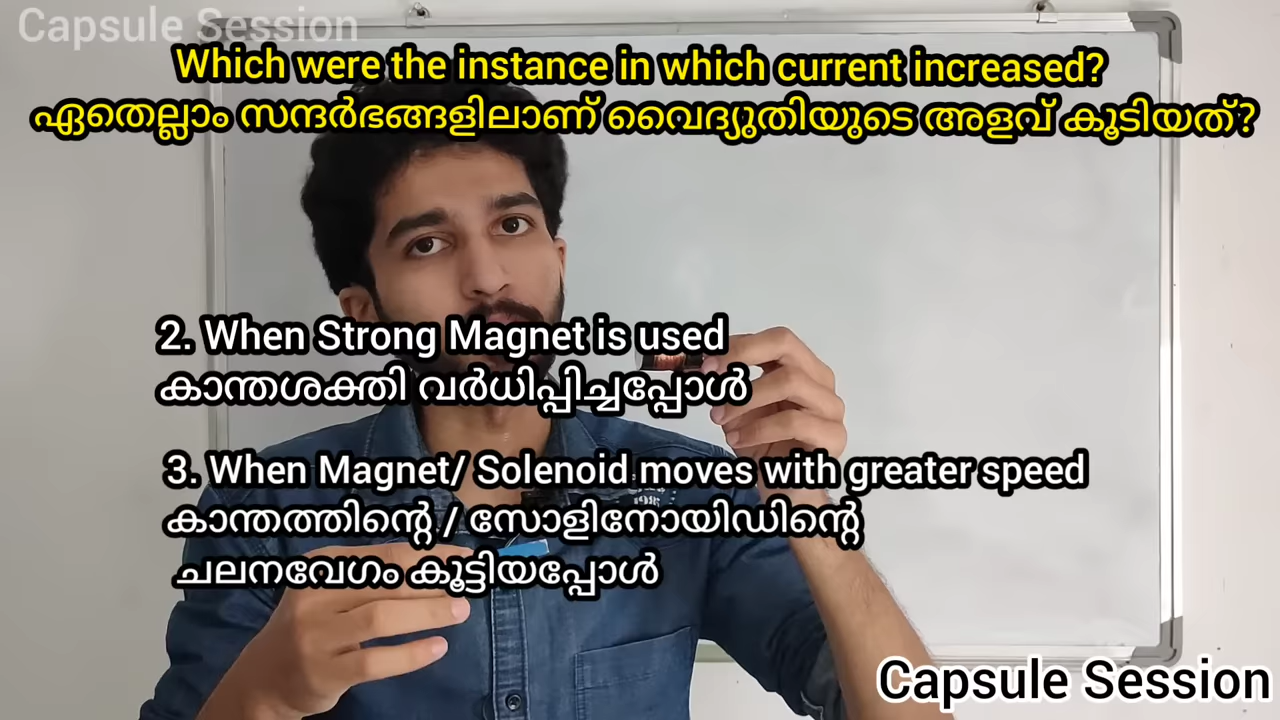 Capsule Session
Which were the instance in which current increased?
ഏതെല്ലാം സന്ദർഭങ്ങളിലാണ് വൈദ്യുതിയുടെ അളവ് കൂടിയത്?
2. When Strong Magnet is used
കാന്തശക്തി വർധിപ്പിച്ചപ്പോൾ
3. When Magnet/ Solenoid moves with greater speed
കാന്തത്തിന്റെ / സോളിനോയിഡിന്റെ
ചലനവേഗം കൂട്ടിയപ്പോൾ
Capsule Session